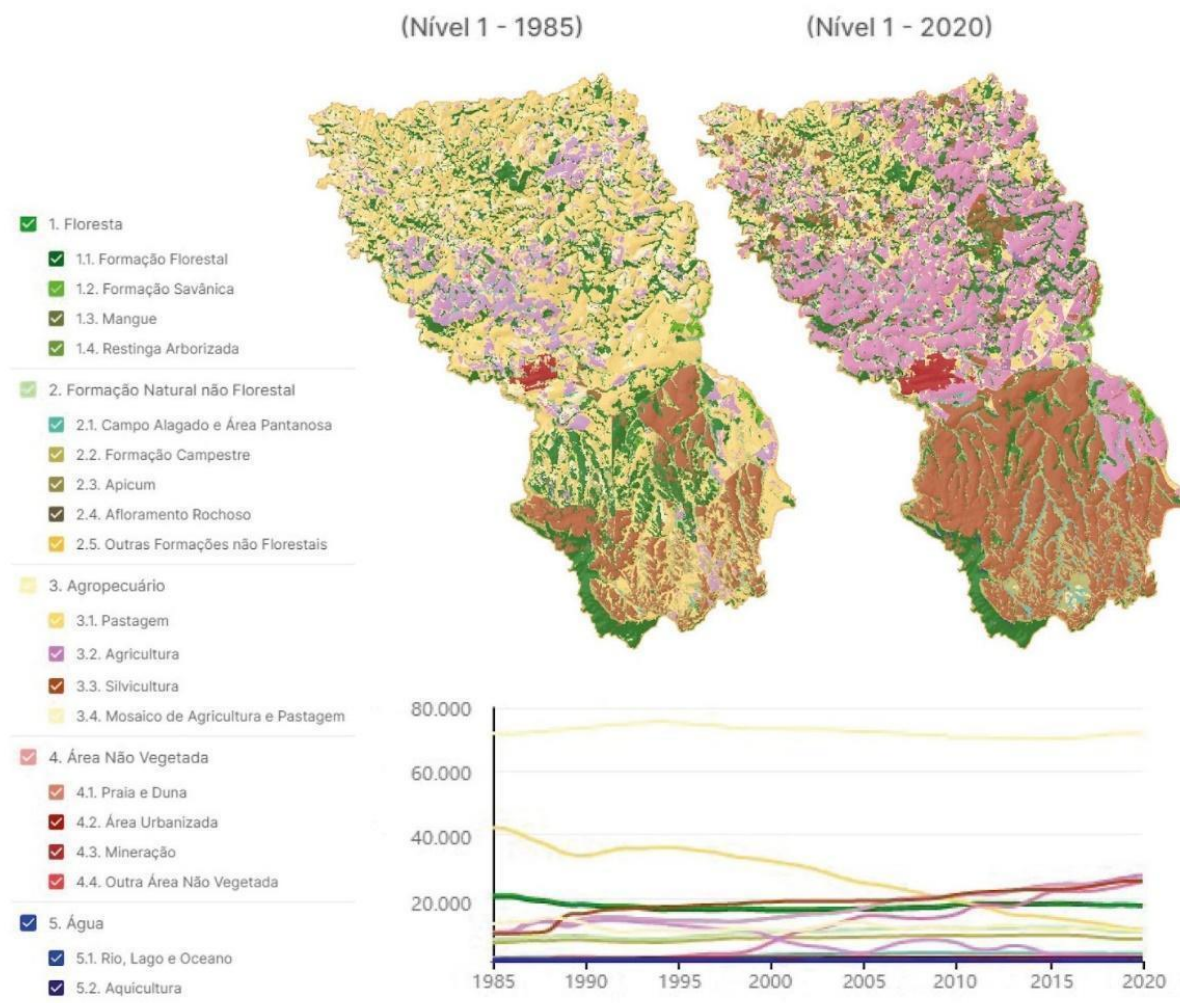 (Nível 1 - 1985)
(Nível 1 - 2020)
1. Floresta
1.1. Formação Florestal
1.2. Formação Savânica
1.3. Mangue
1.4. Restinga Arborizada
2. Formação Natural não Florestal
2.1. Campo Alagado e Área Pantanosa
2.2. Formação Campestre
2.3. Apicum
2.4. Afloramento Rochoso
2.5. Outras Formações não Florestais
3. Agropecuário
3.1. Pastagem
3.2. Agricultura
3.3. Silvicultura
3.4. Mosaico de Agricultura e Pastagem
4. Área Não Vegetada
4.1. Praia e Duna
4.2. Área Urbanizada
4.3. Mineração
4.4. Outra Área Não Vegetada
5. Água
5.1. Rio, Lago e Oceano
5.2. Aquicultura
80.000
60.000
40.000
20.000
1985 1990 1995 2000 2005 2010 2015 2020